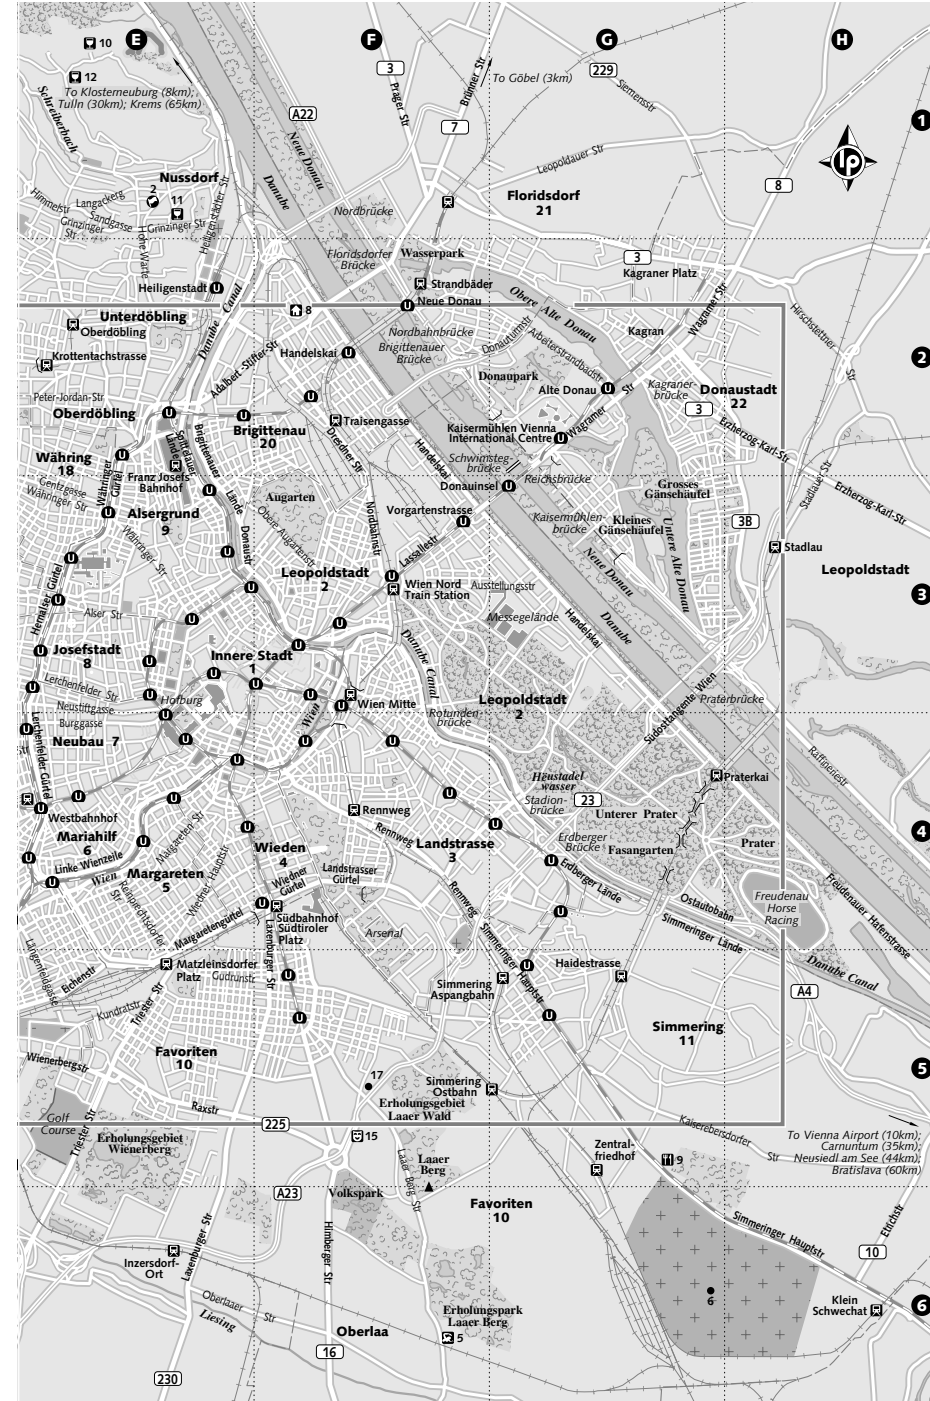 E
F
G
H
10
12
To Klosterneuburg (8km);
Tulln (30km); Krems (65km)
3
To Göbel (3km)
229
Siemensstr
Schreiberbach
Prager Str
Brünner Str
A22
7
1
Neue Donau
Danube
Leopoldauer Str
lp
8
Nussdorf
2
11
Langackerg
Himmelstr
Sandgasse
Grinzinger Str
Grinzinger
Str
Hohe Warte
Heiligenstädter Str
Nordbrücke
Floridsdorf
21
Floridsdorfer
Brücke
Wasserpark
3
Kagraner Platz
Heiligenstadt
Strandbäder
Neue Donau
8
Obere Alte Donau
Wagramer Str
Hirschstettner
Str
Unterdöbling
Oberdöbling
Danube Canal
Nordbahnbrücke
Brigittenauer
Brücke
Donauturmstr
Arbeiterstrandbadstr
Kagran
2
Krottentachstrasse
Adalbert-Stifter-Str
Handelskai
Donaupark
Alte Donau
Str
Kagraner-
brücke
Donaustadt
22
Peter-Jordan-Str
Oberdöbling
Brigittenau
20
Traisengasse
Dresdner Str
Handelskai
Kaisermühlen Vienna
International Centre
Wagramer
3
Erzherzog-Karl-Str
Währing
18
Währinger
Gürtel
Spittelauer
Lände
Brigittenauer
Lände
Franz Josefs
Bahnhof
Schwimsteg-
brücke
Reichsbrücke
Gentzgasse
Währinger Str
Donauinsel
Grosses
Gänsehäufel
Stadlauer Str
Erzherzog-Karl-Str
Alsergrund
9
Augarten
Obere Augartenstr
Nordbahnstr
Vorgartenstrasse
Kaisermühlen-
brücke
Kleines
Gänsehäufel
3B
Währinger Str
Donaustr
Lassallestr
Untere Alte Donau
Neue Donau
Stadlau
Leopoldstadt
Leopoldstadt
2
Wien Nord
Train Station
Ausstellungsstr
3
Hernalser Gürtel
Alser Str
Messegelände
Handelskai
Danube
Josefstadt
8
Innere Stadt
1
Danube Canal
Lerchenfelder Str
Neustiftgasse
Burggasse
Hofburg
Wien Mitte
Wien
Rotunden-
brücke
Leopoldstadt
2
Südosttangente Wien
Praterbrücke
Neubau 7
Str
Lerchenfelder Gürtel
Raffineriestr
Heustadel
wasser
Praterkai
Westbahnhof
Rennweg
Stadion-
brücke
23
Unterer Prater
Mariahilf
6
Margareten Str
Rennweg
Landstrasse
3
Erdberger
Brücke
Fasangarten
Prater
4
Linke Wienzeile
Wien
Margareten
5
Wiedner Hauptstr
Wieden
4
Wiedner
Gürtel
Landstrasser
Gürtel
Erdberger Lände
Freudenau
Horse
Racing
Freudenauer Hafenstrasse
Reinprechtsdorfer
Str
Südbahnhof
Südtiroler
Platz
Rennweg
Ostautobahn
Simmeringer Lände
Margaretengürtel
Laxenburger Str
Arsenal
Danube Canal
Längenfeldgasse
Eichenstr
Matzleinsdorfer
Platz
Gudrunstr
Simmering
Aspangbahn
Simmeringer Hauptstr
Haidestrasse
A4
Kundratstr
Triester Str
Simmering
11
Wienerbergstr
Favoriten
10
17
Simmering
Ostbahn
Erholungsgebiet
Laaer Wald
5
Golf
Course
Triester Str
Raxstr
225
15
Kaiserebersdorfer
Str
To Vienna Airport (10km);
Carnuntum (35km);
Neusiedl am See (44km);
Bratislava (60km)
Erholungsgebiet
Wienerberg
Laaer Berg Str
Laaer
Berg
Zentral-
friedhof
9
A23
Volkspark
Favoriten
10
Simmeringer Hauptstr
Etrichstr
Laxenburger Str
Himberger Str
10
Inzersdorf-
Ort
6
Klein
Schwechat
6
Oberlaaer Str
Liesing
Erholungspark
Laaer Berg
5
Oberlaa
16
230